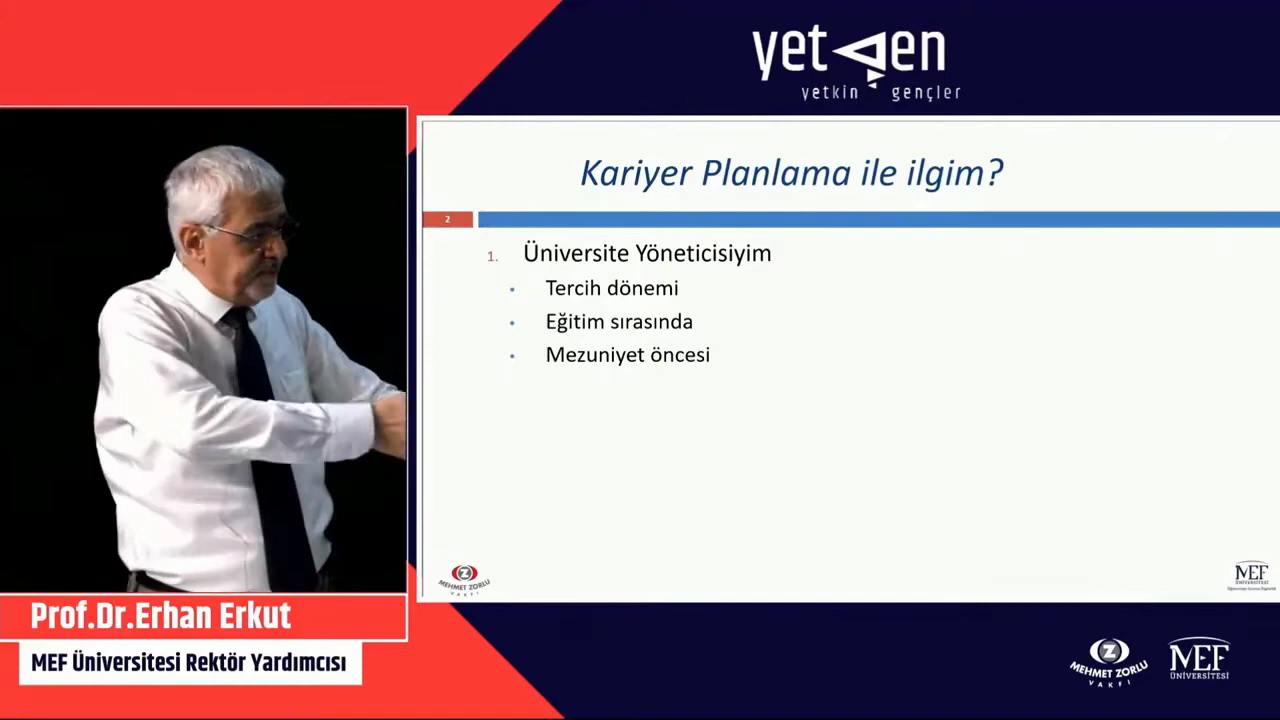 yet gen
yetkin gençler
Kariyer Planlama ile ilgim?
2
1. Üniversite Yöneticisiyim
• Tercih dönemi
• Eğitim sırasında
• Mezuniyet öncesi
Z
MEHMET ZORLU
VAKFI
MEF
ÜNİVERSİTESİ
Prof.Dr.Erhan Erkut
MEF Üniversitesi Rektör Yardımcısı
Z
MEHMET ZORLU
VAKFI
MEF
ÜNİVERSİTESİ